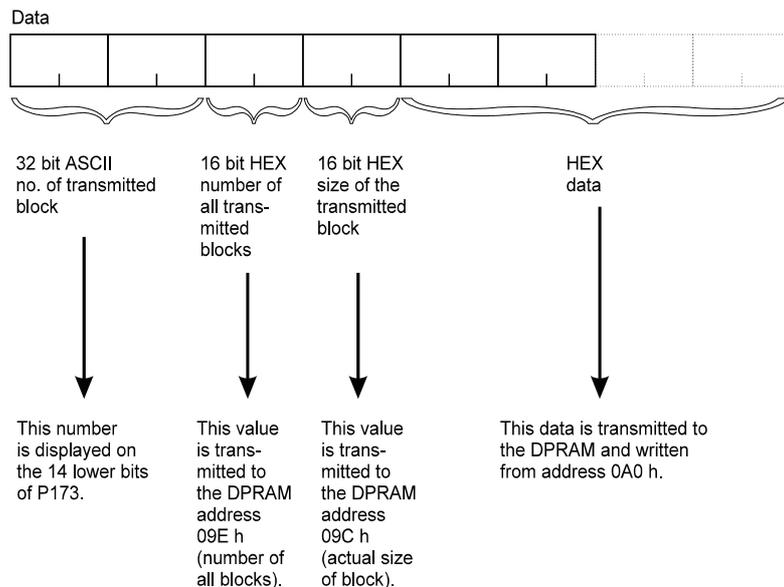 Data
32 bit ASCII
no. of transmitted
block
16 bit HEX
number of
all trans-
mitted
blocks
16 bit HEX
size of the
transmitted
block
HEX
data
This number
is displayed on
the 14 lower bits
of P173.
This value
is trans-
mitted to
the DPRAM
address
09E h
(number of
all blocks).
This value
is trans-
mitted to
the DPRAM
address
09C h
(actual size
of block).
This data is transmitted to
the DPRAM and written
from address 0A0 h.